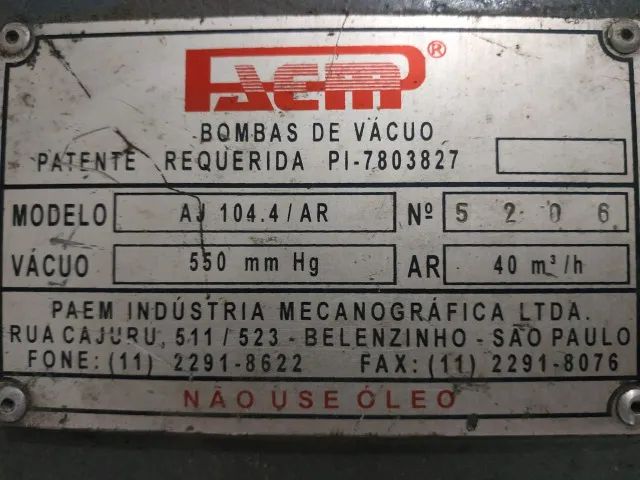 PAEM®
BOMBAS DE VÁCUO
PATENTE REQUERIDA PI-7803827
MODELO AJ 104.4/AR Nº 5206
VÁCUO 550 mm Hg AR 40 m³/h
PAEM INDÚSTRIA MECANOGRÁFICA LTDA.
RUA CAJURU, 511/523 - BELENZINHO - SÃO PAULO
FONE: (11) 2291-8622 FAX: (11) 2291-8076
NÃO USE ÓLEO